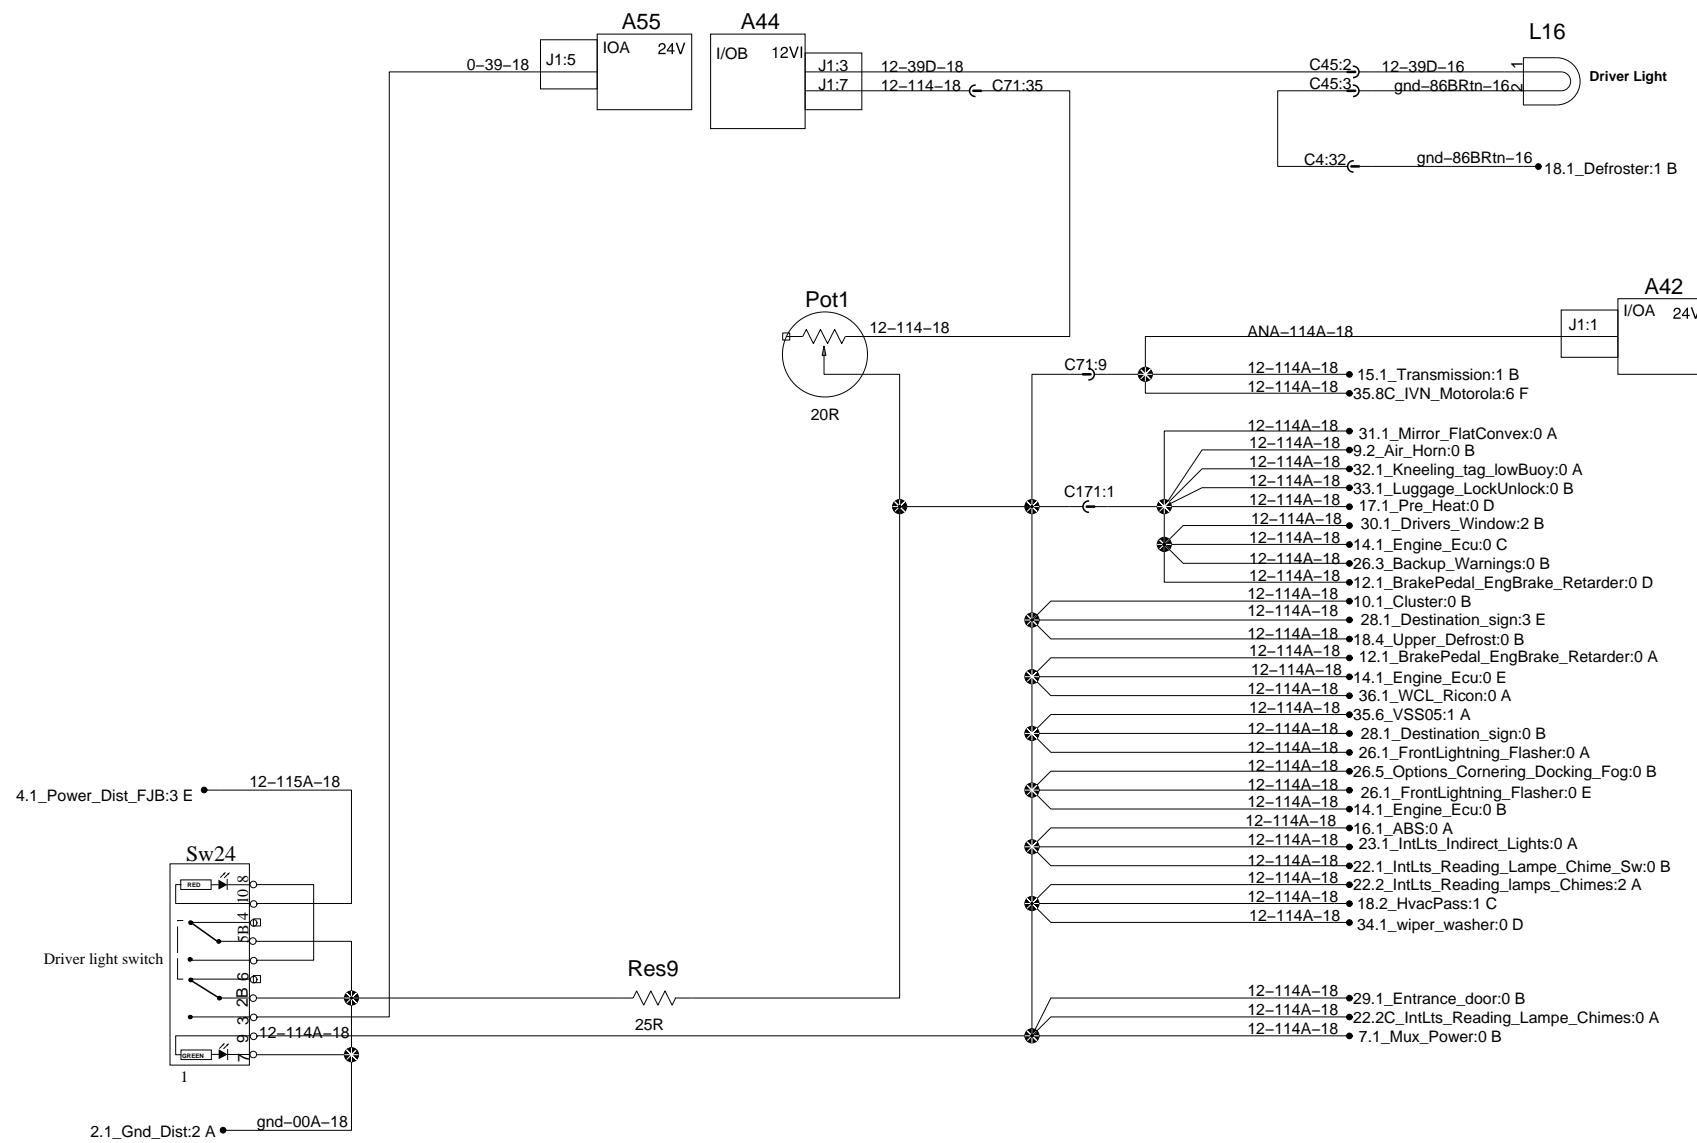 A55
A44
L16
IOA 24V
J1:5
0-39-18
I/OB 12VI
J1:3
J1:7
12-39D-18
12-114-18
C71:35
C45:2
C45:3
12-39D-16
gnd-86BRtn-16
1
2
Driver Light
C4:32
gnd-86BRtn-16
18.1_Defroster:1 B
Pot1
12-114-18
20R
A42
I/OA 24V
J1:1
ANA-114A-18
C71:9
12-114A-18
15.1_Transmission:1 B
12-114A-18
35.8C_IVN_Motorola:6 F
12-114A-18
31.1_Mirror_FlatConvex:0 A
12-114A-18
9.2_Air_Horn:0 B
12-114A-18
32.1_Kneeling_tag_lowBuoy:0 A
12-114A-18
33.1_Luggage_LockUnlock:0 B
C171:1
12-114A-18
17.1_Pre_Heat:0 D
12-114A-18
30.1_Drivers_Window:2 B
12-114A-18
14.1_Engine_Ecu:0 C
12-114A-18
26.3_Backup_Warnings:0 B
12-114A-18
12.1_BrakePedal_EngBrake_Retarder:0 D
12-114A-18
10.1_Cluster:0 B
12-114A-18
28.1_Destination_sign:3 E
12-114A-18
18.4_Upper_Defrost:0 B
12-114A-18
12.1_BrakePedal_EngBrake_Retarder:0 A
12-114A-18
14.1_Engine_Ecu:0 E
12-114A-18
36.1_WCL_Ricon:0 A
12-114A-18
35.6_VSS05:1 A
12-114A-18
28.1_Destination_sign:0 B
12-114A-18
26.1_FrontLightning_Flasher:0 A
12-114A-18
26.5_Options_Cornering_Docking_Fog:0 B
12-114A-18
26.1_FrontLightning_Flasher:0 E
12-114A-18
14.1_Engine_Ecu:0 B
12-114A-18
16.1_ABS:0 A
12-114A-18
23.1_IntLts_Indirect_Lights:0 A
12-114A-18
22.1_IntLts_Reading_Lampe_Chime_Sw:0 B
12-114A-18
22.2_IntLts_Reading_lamps_Chimes:2 A
12-114A-18
18.2_HvacPass:1 C
12-114A-18
34.1_wiper_washer:0 D
12-114A-18
29.1_Entrance_door:0 B
12-114A-18
22.2C_IntLts_Reading_Lampe_Chimes:0 A
12-114A-18
7.1_Mux_Power:0 B
12-115A-18
4.1_Power_Dist_FJB:3 E
Sw24
RED
8
10
4
5B
Driver light switch
6
2B
3
9
7
GREEN
1
12-114A-18
Res9
25R
gnd-00A-18
2.1_Gnd_Dist:2 A